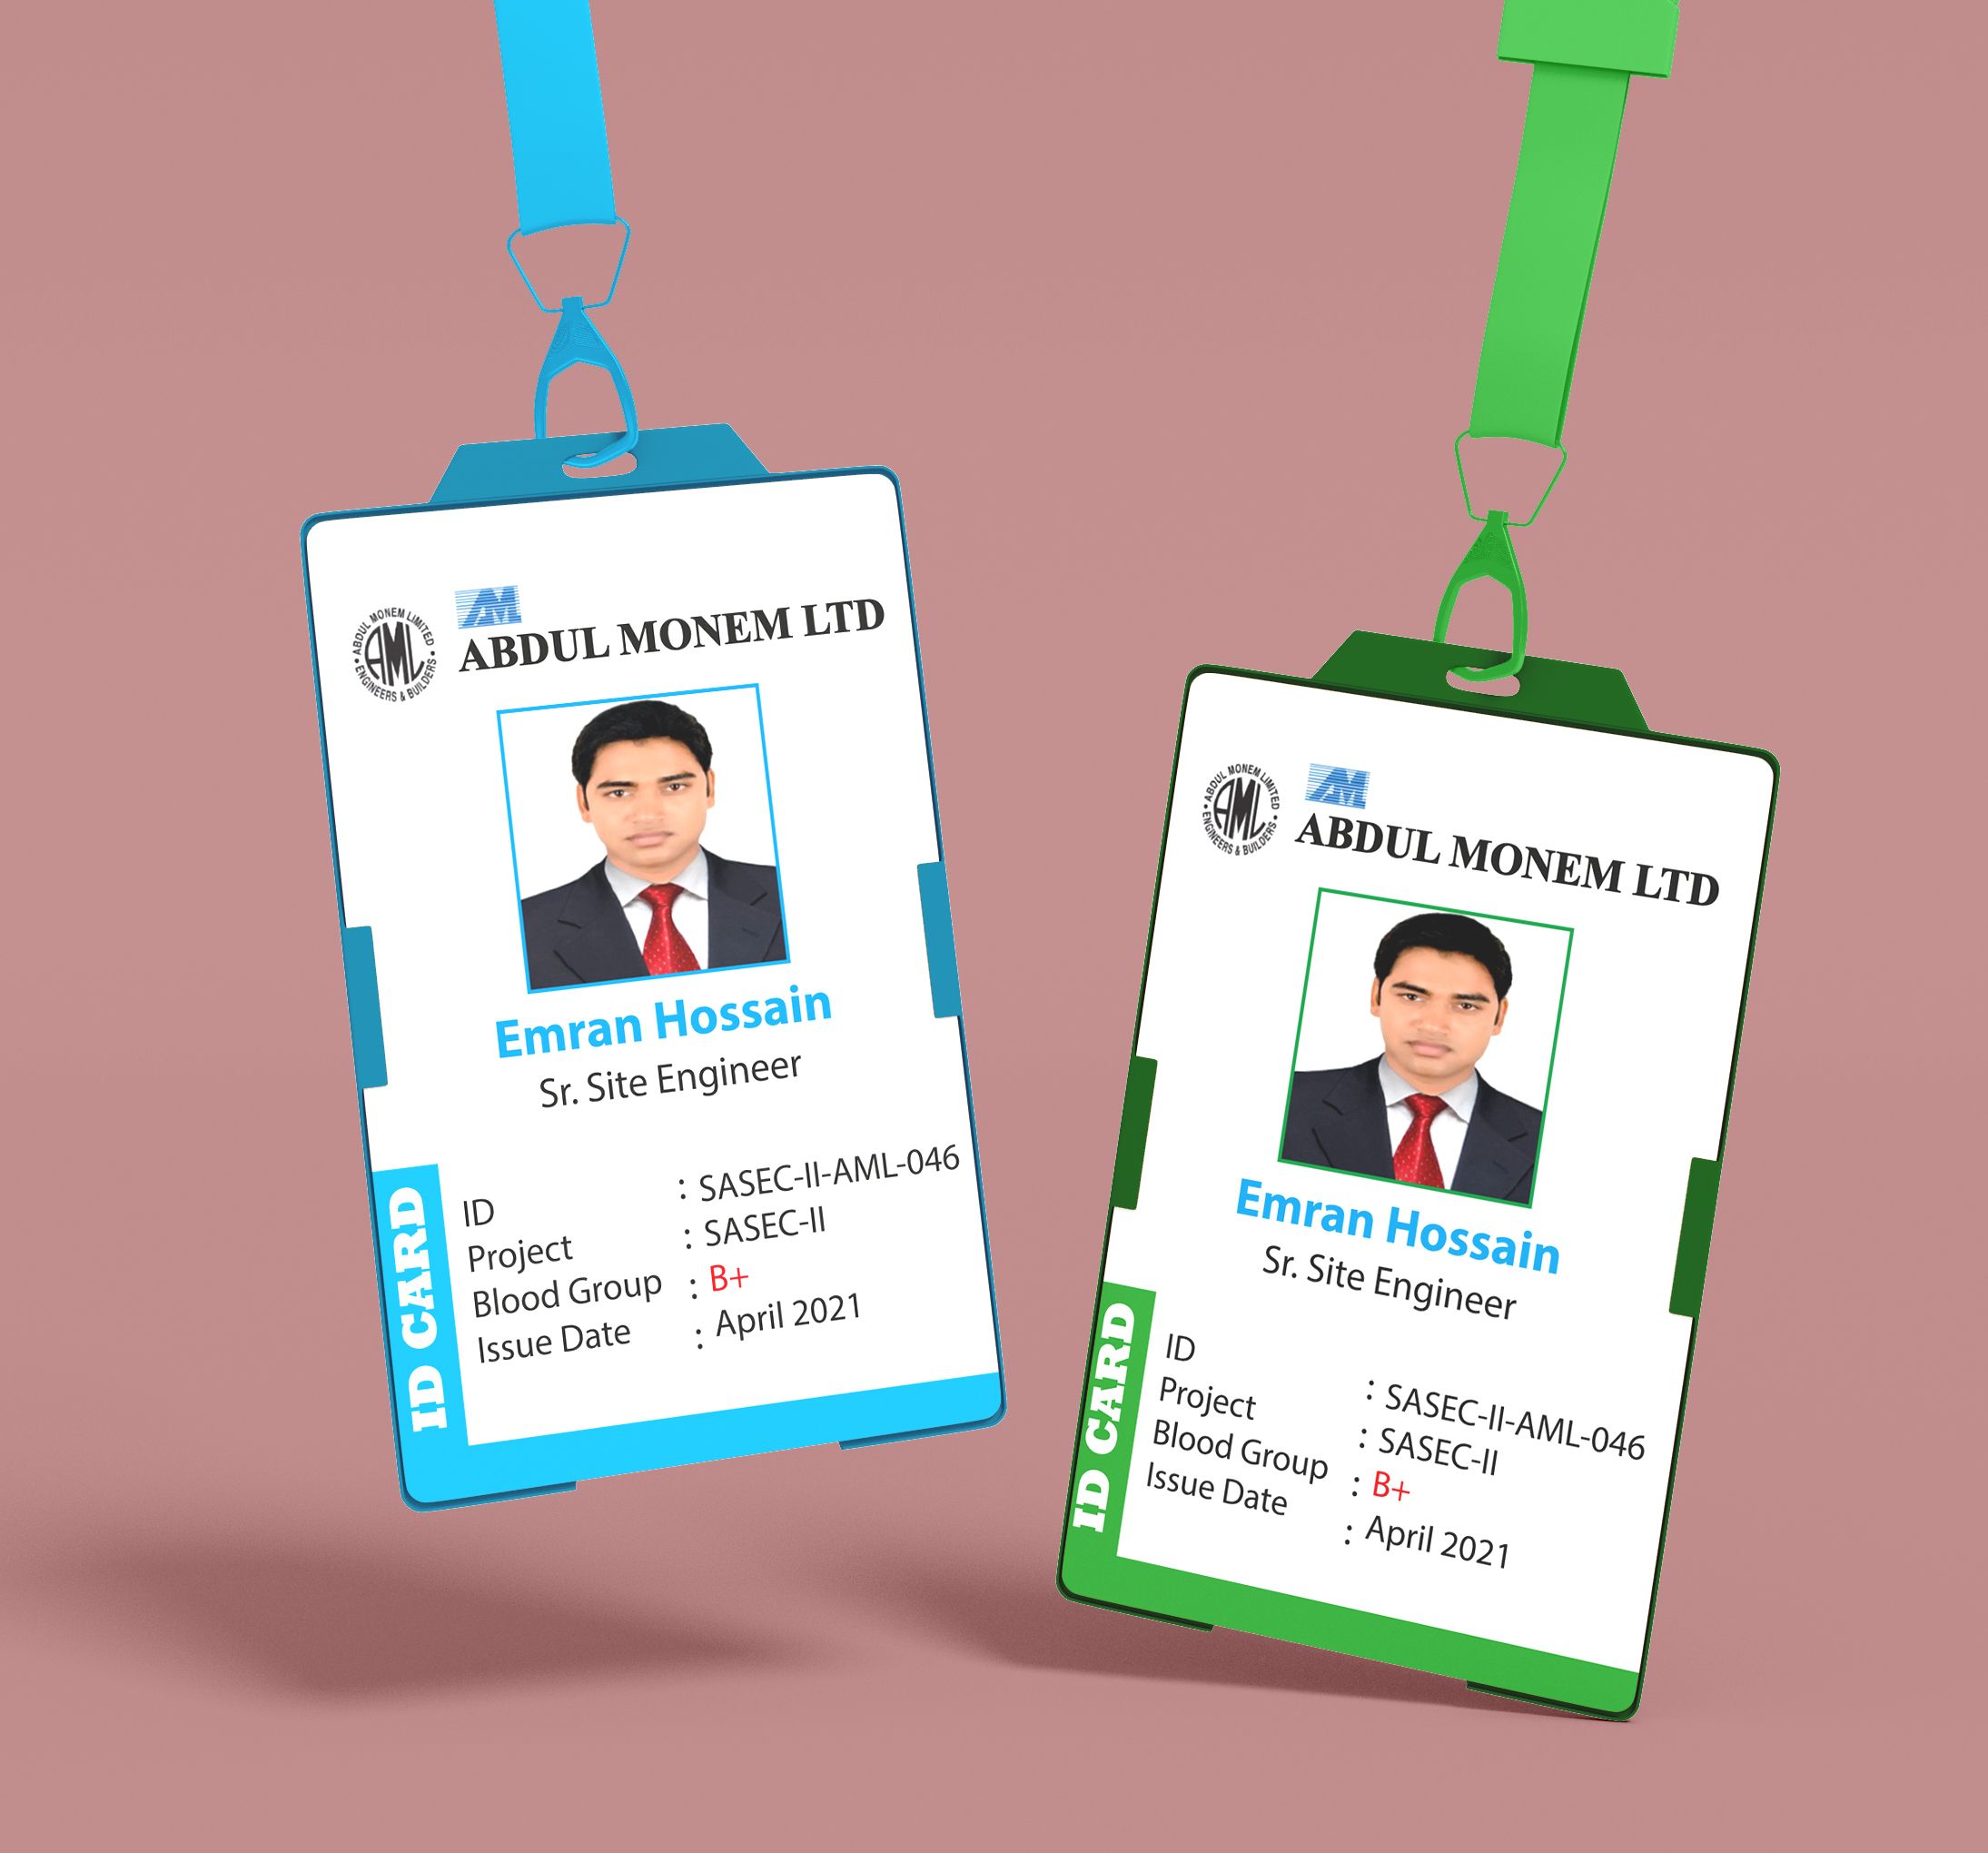 AM
ABDUL MONEM LIMITED
AML
ENGINEERS & BUILDERS
ABDUL MONEM LTD
Emran Hossain
Sr. Site Engineer
ID : SASEC-II-AML-046
Project : SASEC-II
Blood Group : B+
Issue Date : April 2021
ID CARD
AM
ABDUL MONEM LIMITED
AML
ENGINEERS & BUILDERS
ABDUL MONEM LTD
Emran Hossain
Sr. Site Engineer
ID : SASEC-II-AML-046
Project : SASEC-II
Blood Group : B+
Issue Date : April 2021
ID CARD